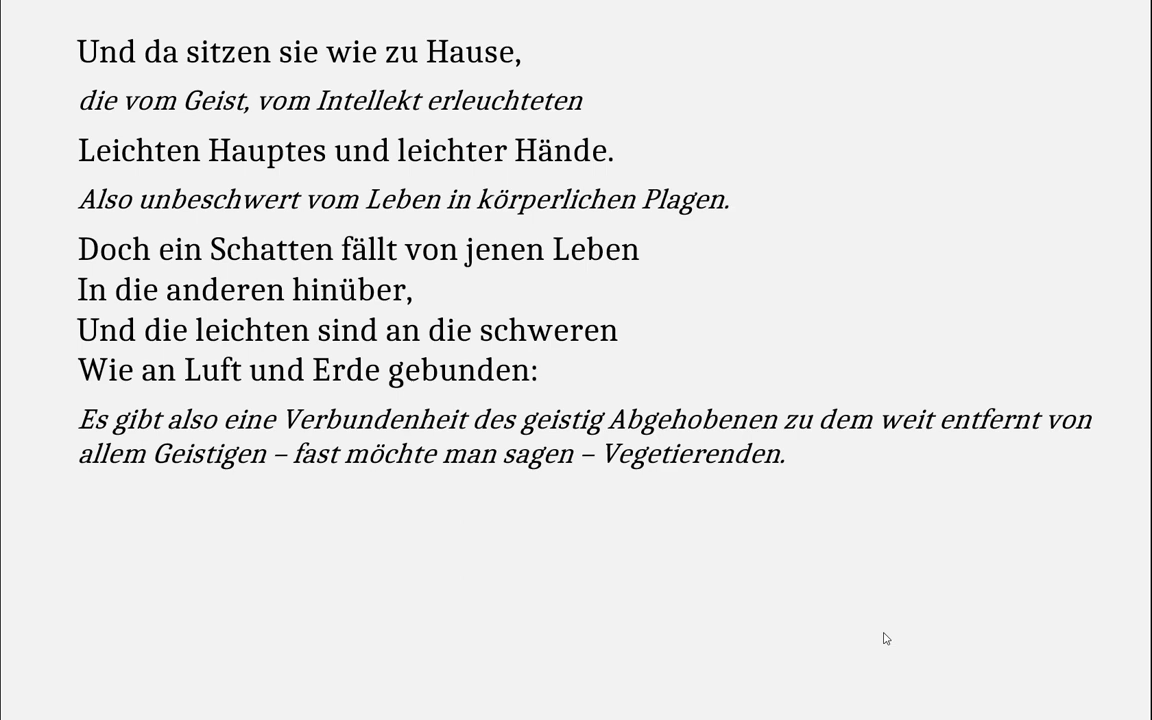 Und da sitzen sie wie zu Hause,
die vom Geist, vom Intellekt erleuchteten
Leichten Hauptes und leichter Hände.
Also unbeschwert vom Leben in körperlichen Plagen.
Doch ein Schatten fällt von jenen Leben
In die anderen hinüber,
Und die leichten sind an die schweren
Wie an Luft und Erde gebunden:
Es gibt also eine Verbundenheit des geistig Abgehobenen zu dem weit entfernt von
allem Geistigen – fast möchte man sagen – Vegetierenden.